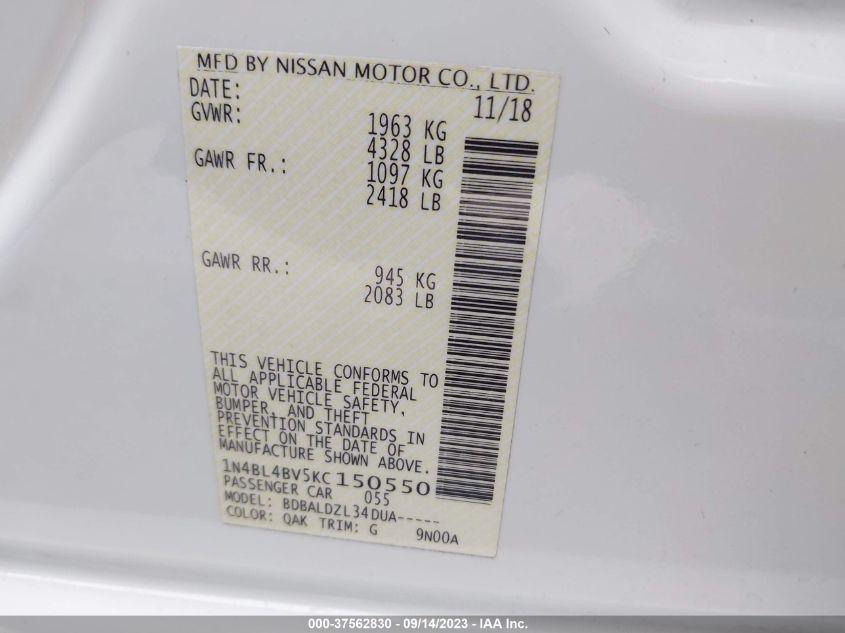 MFD BY NISSAN MOTOR CO., LTD.
DATE: 11/18
GVWR: 1963 KG
4328 LB
GAWR FR.: 1097 KG
2418 LB
GAWR RR.: 945 KG
2083 LB
THIS VEHICLE CONFORMS TO
ALL APPLICABLE FEDERAL
MOTOR VEHICLE SAFETY,
BUMPER, AND THEFT
PREVENTION STANDARDS IN
EFFECT ON THE DATE OF
MANUFACTURE SHOWN ABOVE.
1N4BL4BV5KC150550
PASSENGER CAR 055
MODEL: BDBALDZL34DUA-----
COLOR: QAK TRIM: G 9N00A
000-37562830 - 09/14/2023 - IAA Inc.